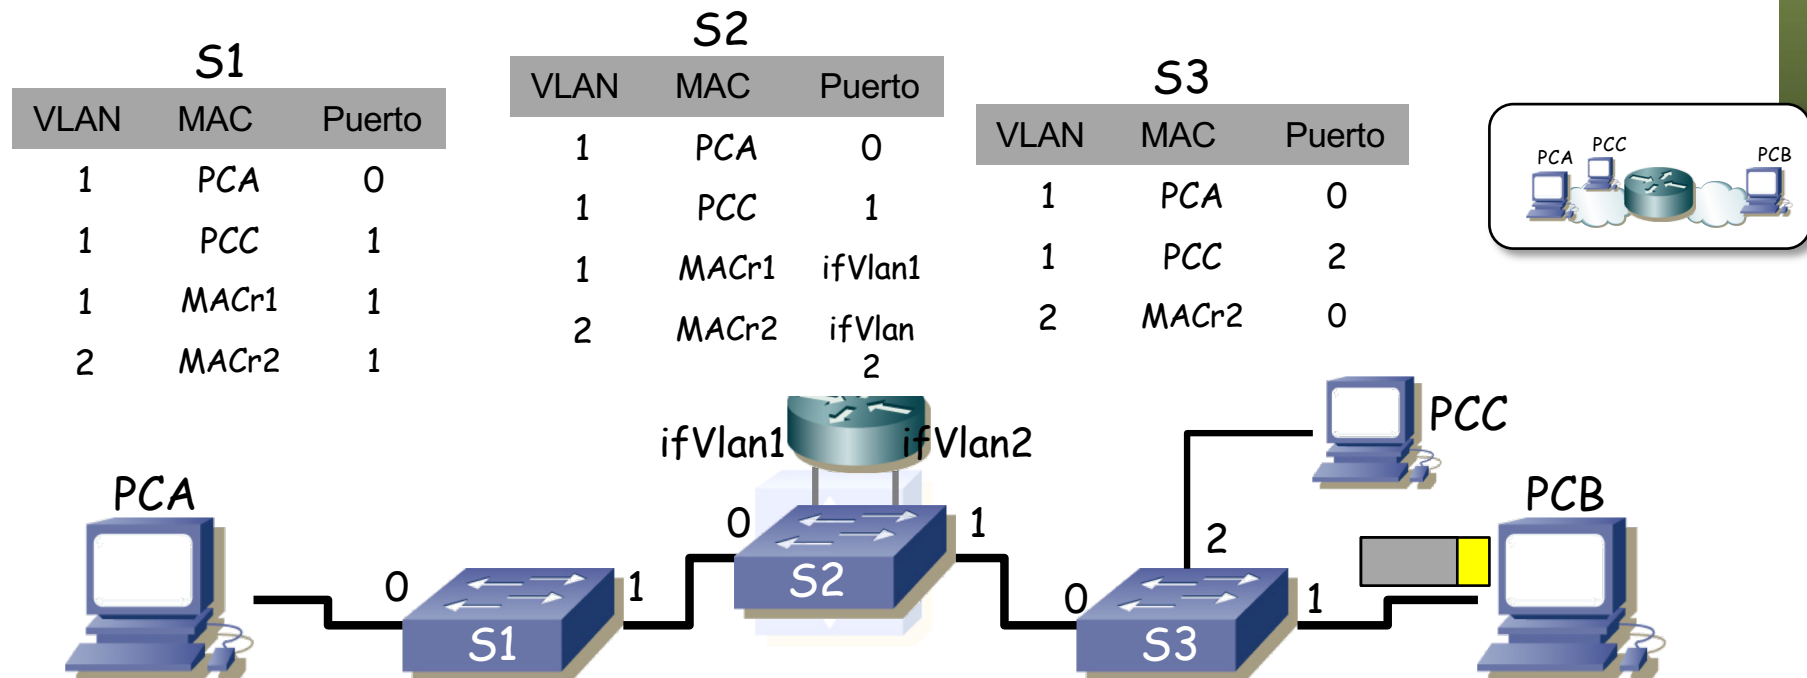 S1
VLAN MAC Puerto
1 PCA 0
1 PCC 1
1 MACr1 1
2 MACr2 1
S2
VLAN MAC Puerto
1 PCA 0
1 PCC 1
1 MACr1 ifVlan1
2 MACr2 ifVlan
2
S3
VLAN MAC Puerto
1 PCA 0
1 PCC 2
2 MACr2 0
PCA PCC PCB
ifVlan1 ifVlan2
PCC
PCA
PCB
0 1
2
0 1
0 1
S2
S1
S3